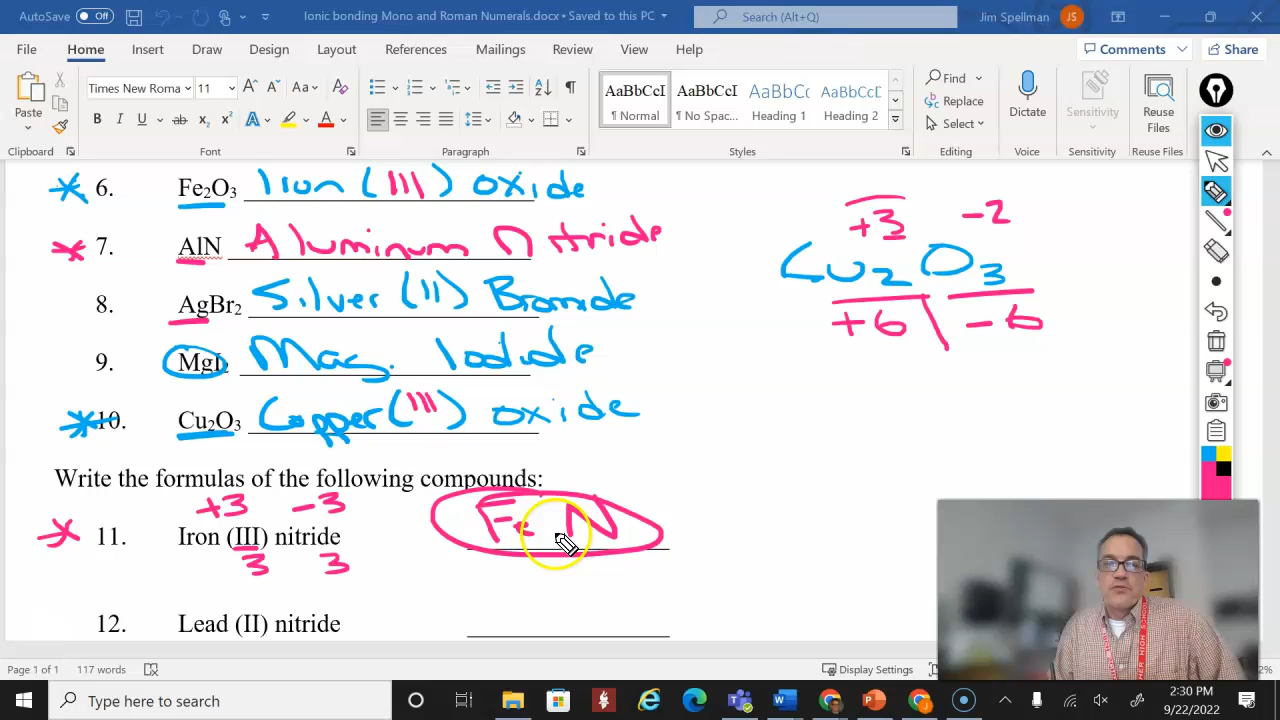 AutoSave Off Ionic bonding Mono and Roman Numerals.docx • Saved to this PC Search (Alt+Q) Jim Spellman JS
File Home Insert Draw Design Layout References Mailings Review View Help Comments Share
Paste Times New Roma 11 Aa AaBbCcI AaBbCcI AaBbCc AaBbCcD Find Replace Select Dictate Sensitivity Reuse Files
B I U ab x₂ x² A A ¶ Normal ¶ No Spac... Heading 1 Heading 2
Clipboard Font Paragraph Styles Editing Voice Sensitivity Reuse Files
6. Fe₂O₃ Iron (III) oxide
7. AlN Aluminum Nitride
8. AgBr₂ Silver (II) Bromide
9. MgI₂ Mag. Iodide
10. Cu₂O₃ Copper (III) oxide
+3 -2
Cu₂O₃
+6 -6
Write the formulas of the following compounds:
+3 -3
11. Iron (III) nitride Fe N
3 3
12. Lead (II) nitride
Page 1 of 1 117 words Display Settings
Type here to search 2:30 PM
9/22/2022